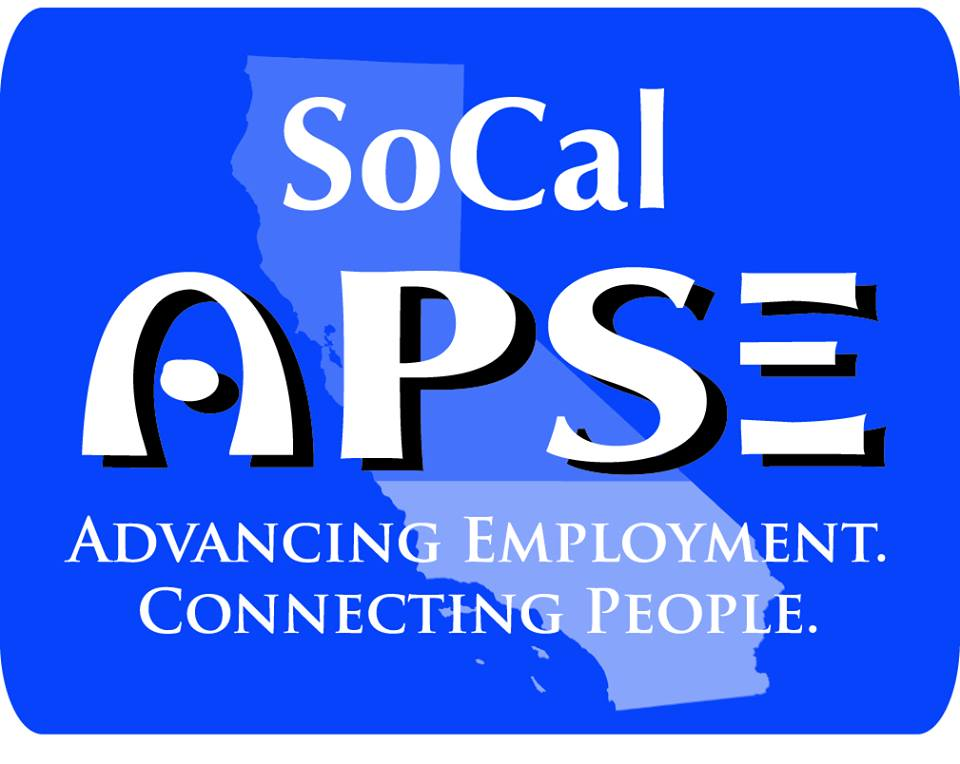 SoCal
APSE
Advancing Employment.
Connecting People.